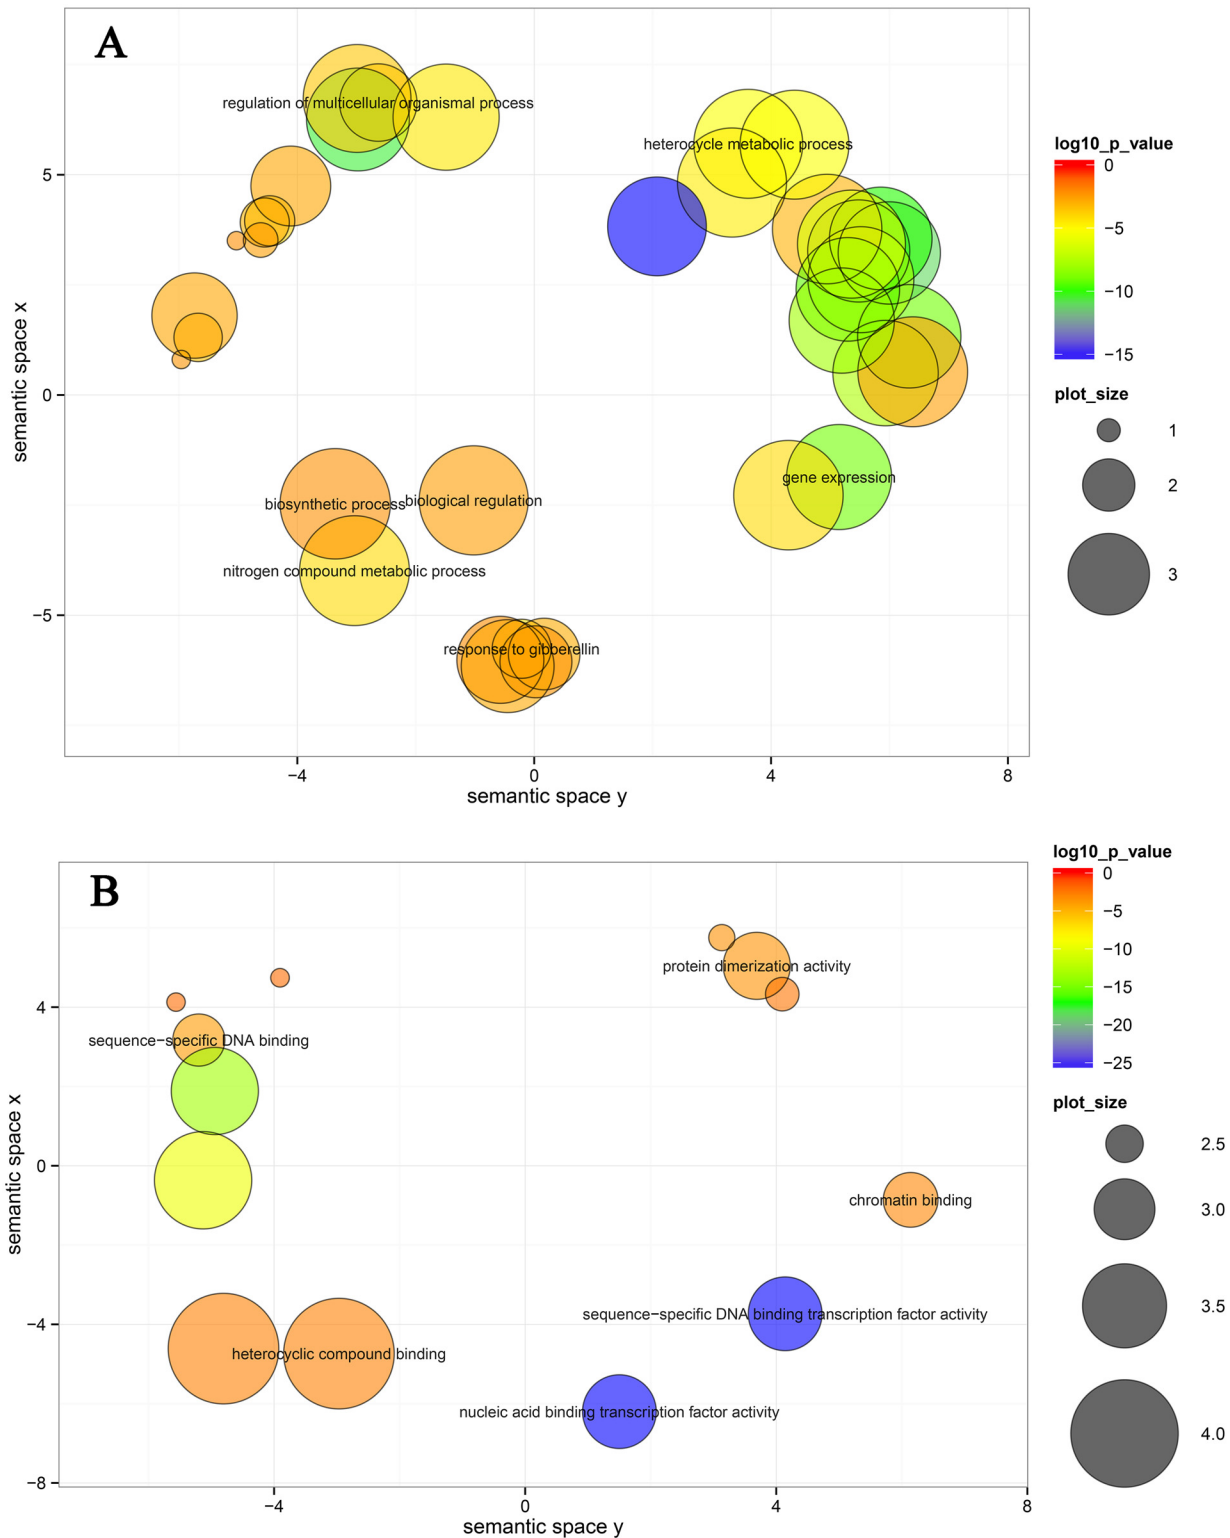 A
regulation of multicellular organismal process
heterocycle metabolic process
gene expression
biosynthetic process
biological regulation
nitrogen compound metabolic process
response to gibberellin
5
0
−5
semantic space x
−4
0
4
8
semantic space y
log10_p_value
0
−5
−10
−15
plot_size
1
2
3
B
protein dimerization activity
sequence−specific DNA binding
chromatin binding
sequence−specific DNA binding transcription factor activity
heterocyclic compound binding
nucleic acid binding transcription factor activity
4
0
−4
−8
semantic space x
−4
0
4
8
semantic space y
log10_p_value
0
−5
−10
−15
−20
−25
plot_size
2.5
3.0
3.5
4.0